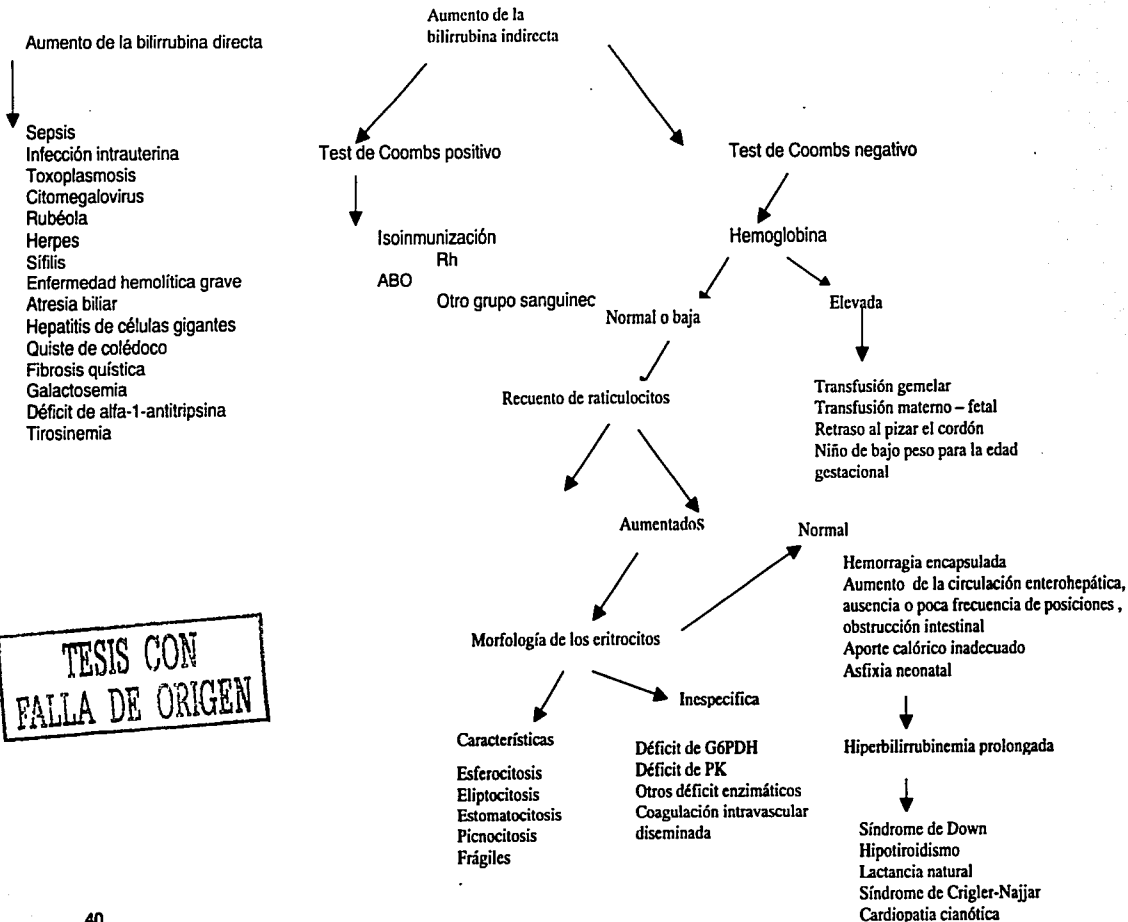 Aumento de la bilirrubina directa
Sepsis
Infección intrauterina
Toxoplasmosis
Citomegalovirus
Rubéola
Herpes
Sífilis
Enfermedad hemolítica grave
Atresia biliar
Hepatitis de células gigantes
Quiste de colédoco
Fibrosis quística
Galactosemia
Déficit de alfa-1-antitripsina
Tirosinemia
Aumento de la
bilirrubina indirecta
Test de Coombs positivo
Isoinmunización
Rh
ABO
Otro grupo sanguinec
Test de Coombs negativo
Hemoglobina
Normal o baja
Elevada
Transfusión gemelar
Transfusión materno – fetal
Retraso al pizar el cordón
Niño de bajo peso para la edad
gestacional
Recuento de raticulocitos
Aumentados
Normal
Hemorragia encapsulada
Aumento de la circulación enterohepática,
ausencia o poca frecuencia de posiciones ,
obstrucción intestinal
Aporte calórico inadecuado
Asfixia neonatal
Hiperbilirrubinemia prolongada
Síndrome de Down
Hipotiroidismo
Lactancia natural
Síndrome de Crigler-Najjar
Cardiopatia cianótica
Morfología de los eritrocitos
Características
Esferocitosis
Eliptocitosis
Estomatocitosis
Picnocitosis
Frágiles
Inespecifica
Déficit de G6PDH
Déficit de PK
Otros déficit enzimáticos
Coagulación intravascular
diseminada
TESIS CON
FALLA DE ORIGEN
40